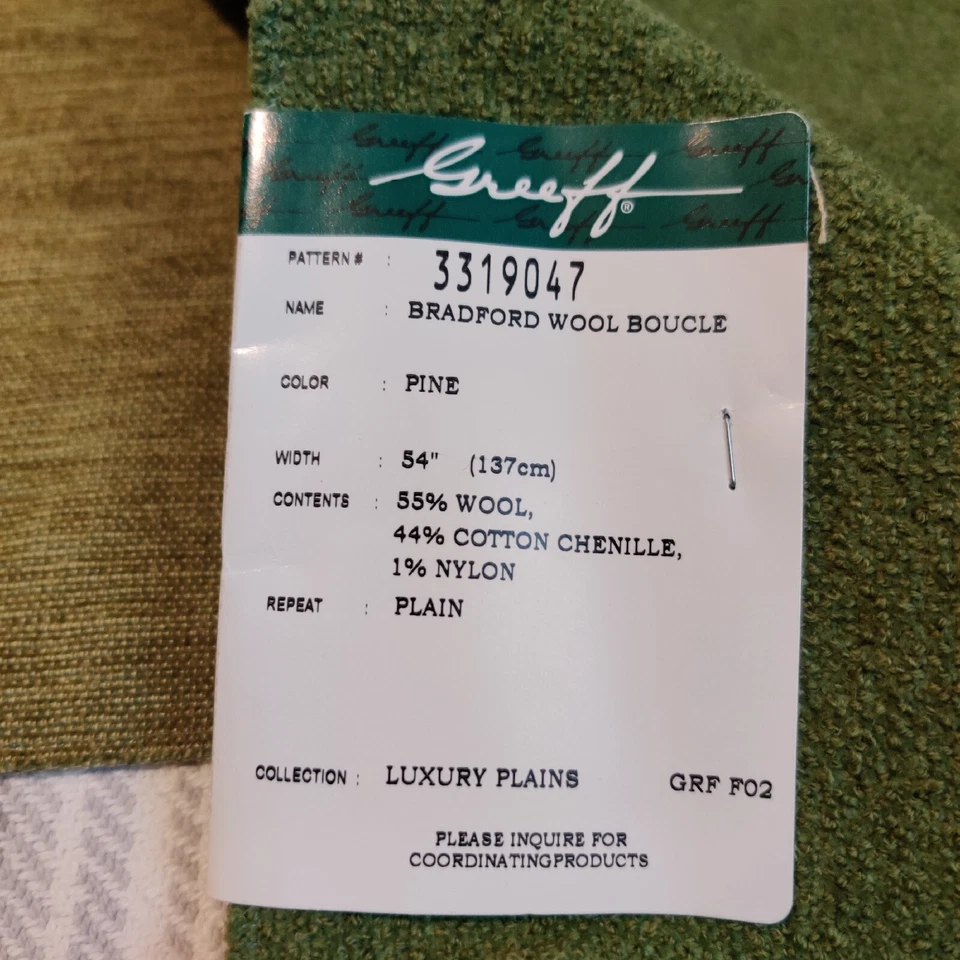 Greeff®
PATTERN # : 3319047
NAME : BRADFORD WOOL BOUCLE
COLOR : PINE
WIDTH : 54" (137cm)
CONTENTS : 55% WOOL,
44% COTTON CHENILLE,
1% NYLON
REPEAT : PLAIN
COLLECTION : LUXURY PLAINS GRF F02
PLEASE INQUIRE FOR
COORDINATINGPRODUCTS